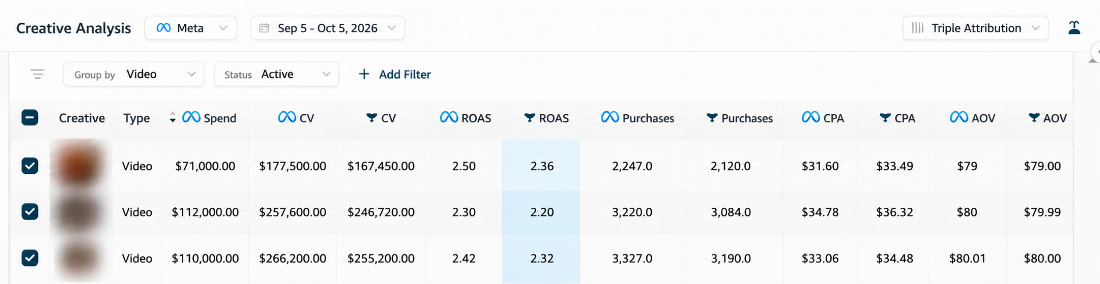 Creative Analysis Meta Sep 5 - Oct 5, 2026 Triple Attribution
Group by Video Status Active + Add Filter
Creative Type Spend CV CV ROAS ROAS Purchases Purchases CPA CPA AOV AOV
Video $71,000.00 $177,500.00 $167,450.00 2.50 2.36 2,247.0 2,120.0 $31.60 $33.49 $79 $79.00
Video $112,000.00 $257,600.00 $246,720.00 2.30 2.20 3,220.0 3,084.0 $34.78 $36.32 $80 $79.99
Video $110,000.00 $266,200.00 $255,200.00 2.42 2.32 3,327.0 3,190.0 $33.06 $34.48 $80.01 $80.00